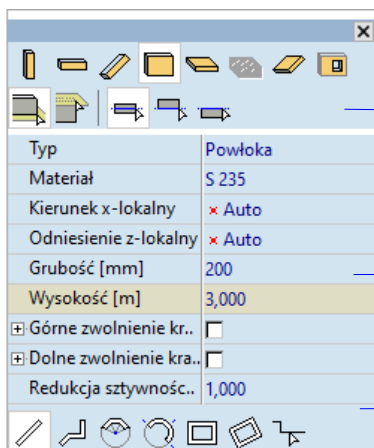 Typ Powłoka
Materiał S 235
Kierunek x-lokalny Auto
Odniesienie z-lokalny Auto
Grubość [mm] 200
Wysokość [m] 3,000
Górne zwolnienie kr..
Dolne zwolnienie kra..
Redukcja sztywnośc.. 1,000